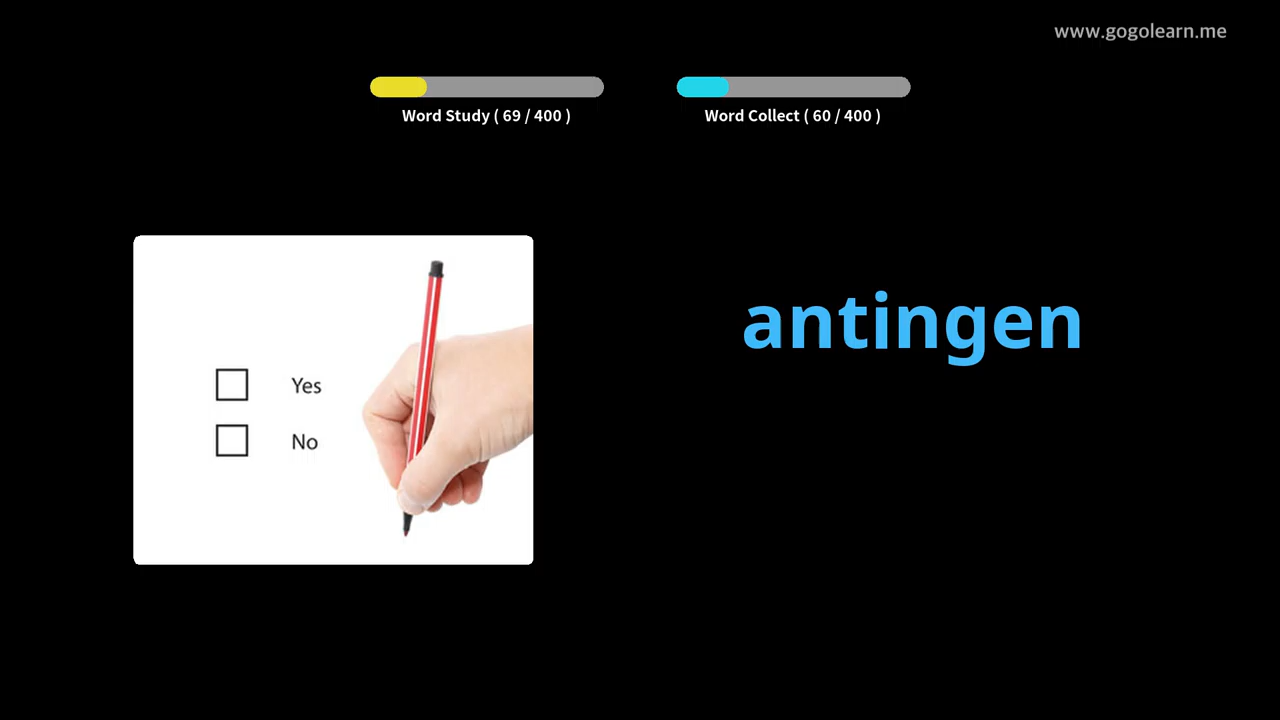 www.gogolearn.me
Word Study ( 69 / 400 )
Word Collect ( 60 / 400 )
antingen
Yes
No